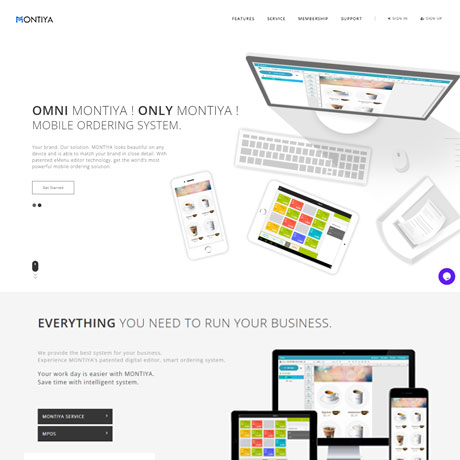 MONTIYA
FEATURES SERVICE MEMBERSHIP SUPPORT SIGN IN SIGN UP
OMNI MONTIYA ! ONLY MONTIYA !
MOBILE ORDERING SYSTEM.
Your brand. Our solution. MONTIYA looks beautiful on any
device and is able to match your brand in close detail. With
patented eMenu editor technology, get the world's most
powerful mobile ordering solution.
Get Started
EVERYTHING YOU NEED TO RUN YOUR BUSINESS.
We provide the best system for your business.
Experience MONTIYA's patented digital editor, smart ordering system.
Your work day is easier with MONTIYA.
Save time with intelligent system.
MONTIYA SERVICE
MPOS